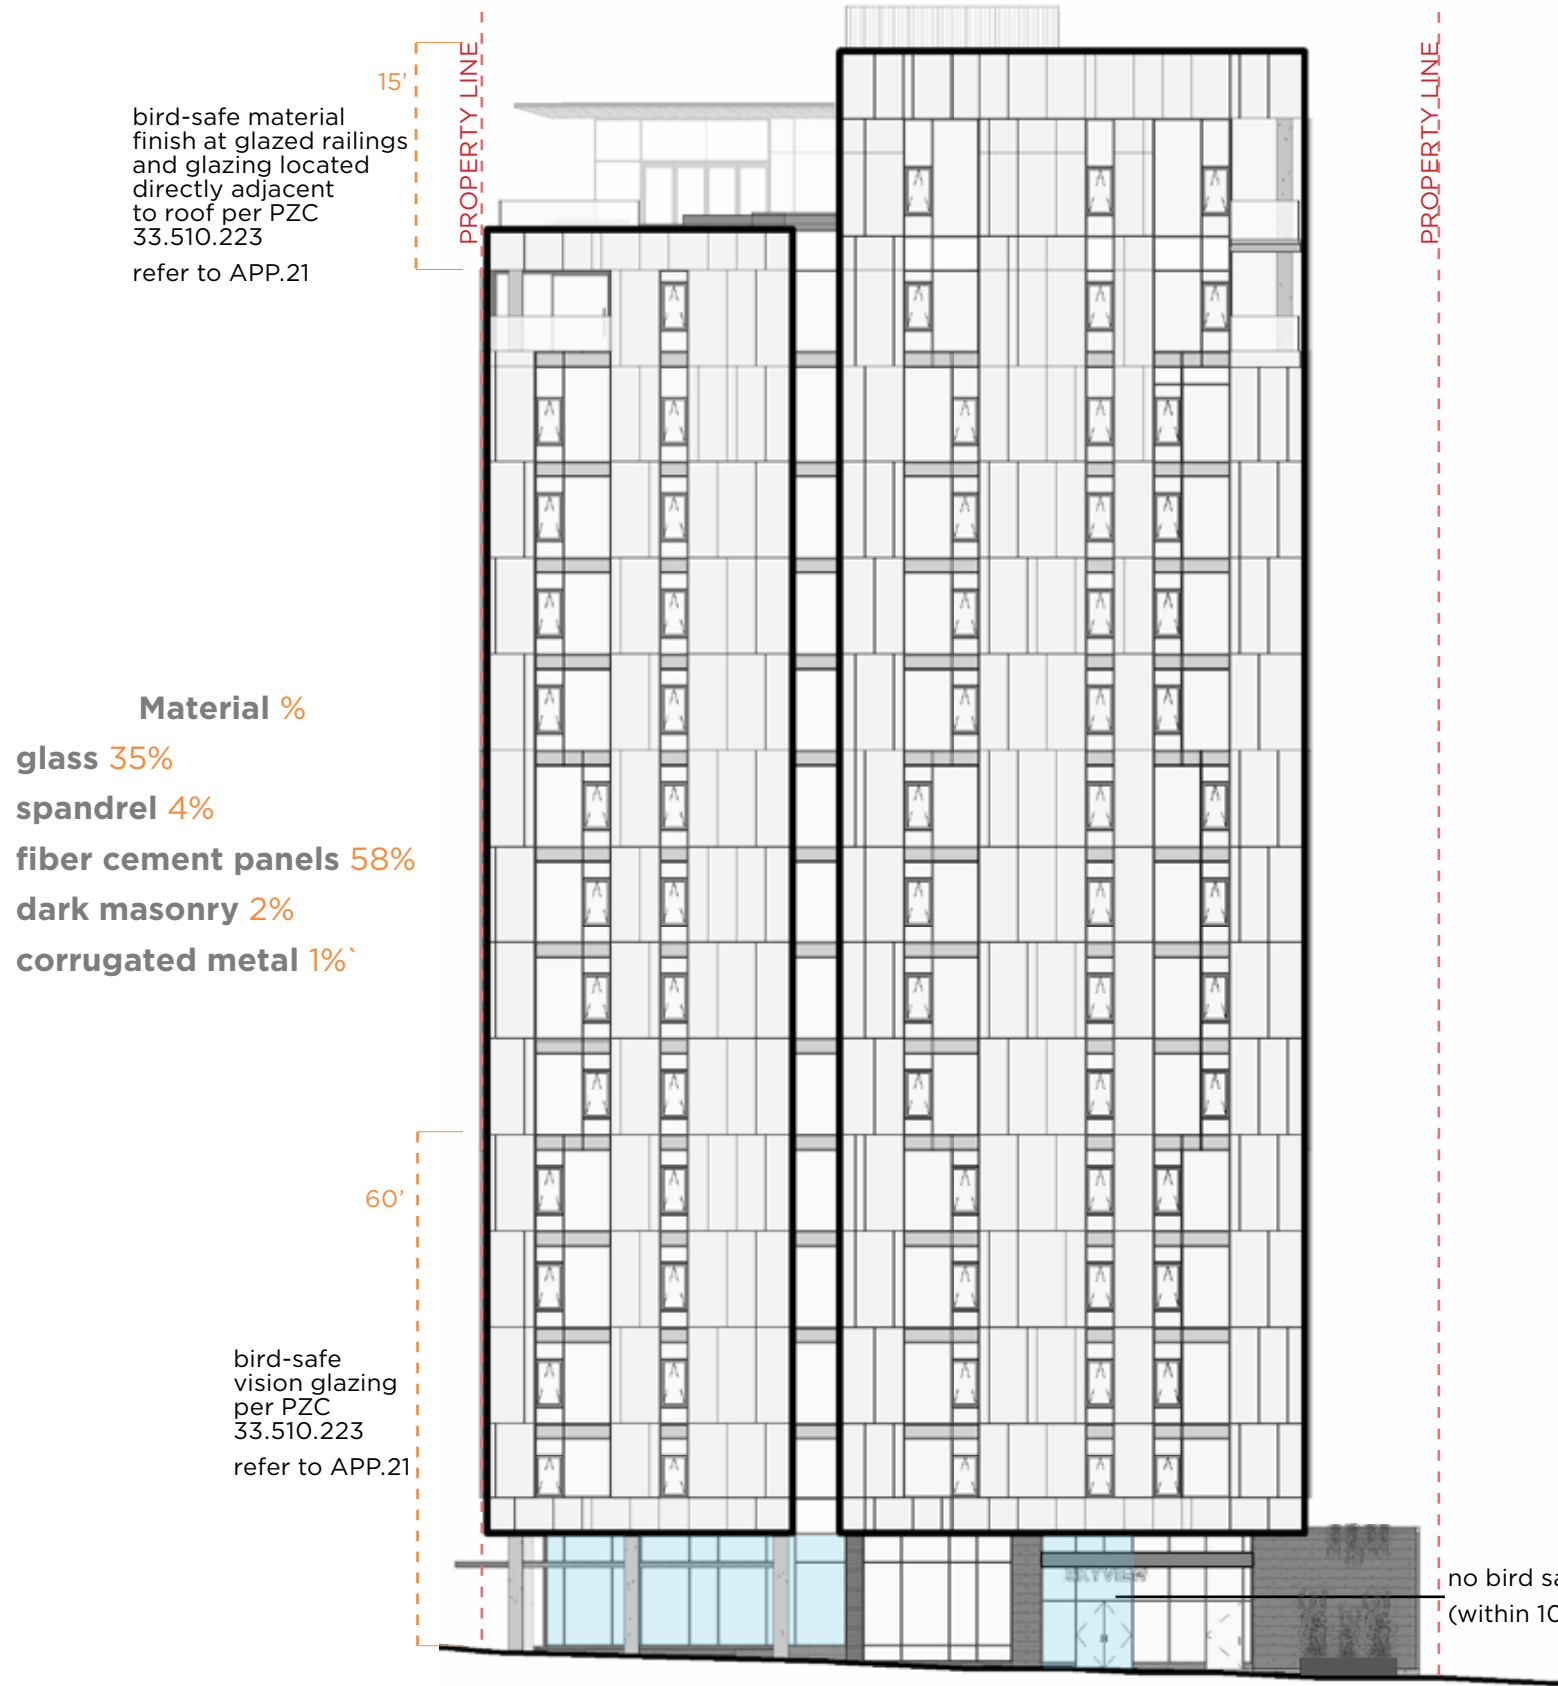 PROPERTY LINE
PROPERTY LINE
15’
bird-safe material
finish at glazed railings
and glazing located
directly adjacent
to roof per PZC
33.510.223
refer to APP.21
Material %
glass 35%
spandrel 4%
fiber cement panels 58%
dark masonry 2%
corrugated metal 1%`
60’
bird-safe
vision glazing
per PZC
33.510.223
refer to APP.21
SKYVIEW
no bird sa
(within 10